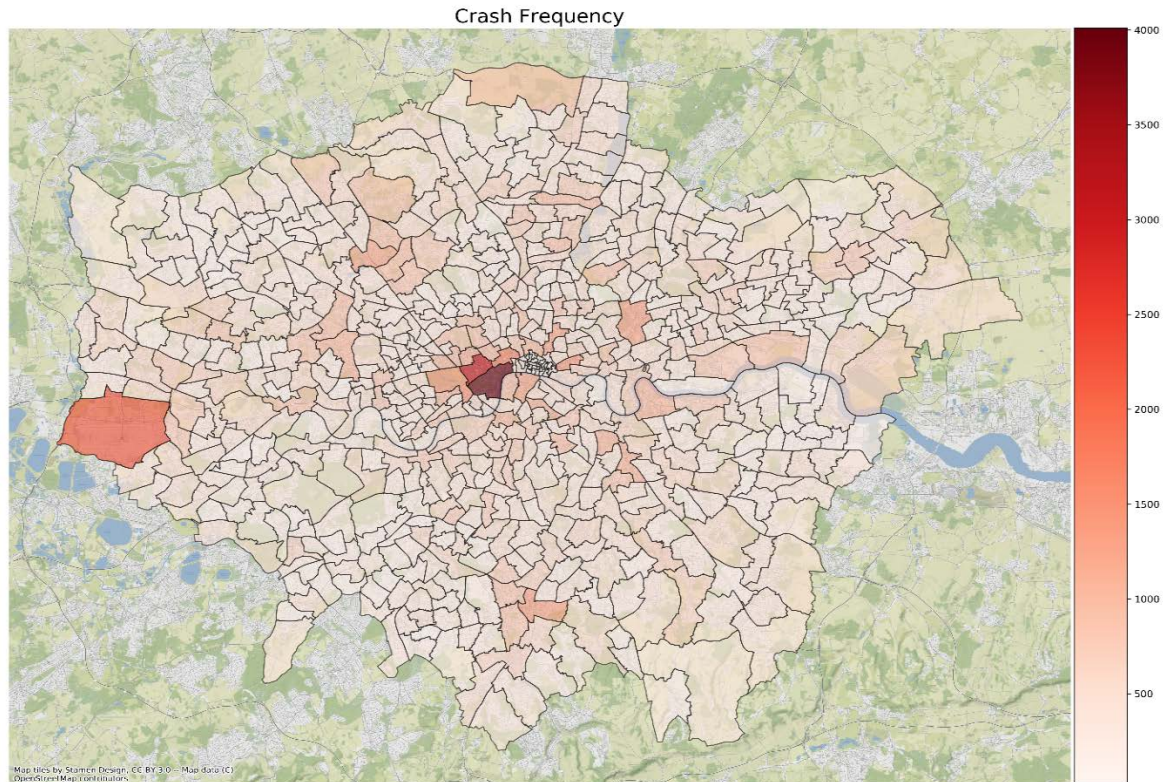 Crash Frequency
4000
3500
3000
2500
2000
1500
1000
500
Map tiles by Stamen Design, CC BY 3.0 -- Map data (C)
OpenStreetMap contributors